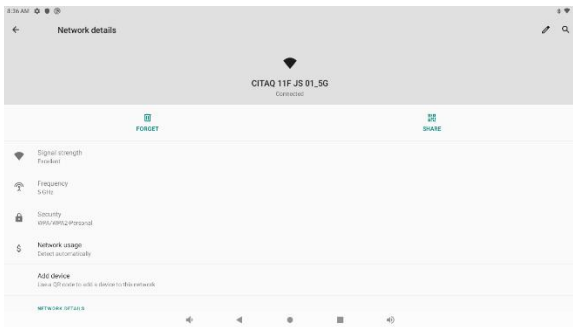 8:36 AM
Network details
CITAQ 11F JS 01_5G
Connected
FORGET
SHARE
Signal strength
Excellent
Frequency
5 GHz
Security
WPA/WPA2-Personal
Network usage
Detect automatically
Add device
Use a QR code to add a device to this network
NETWORK DETAILS